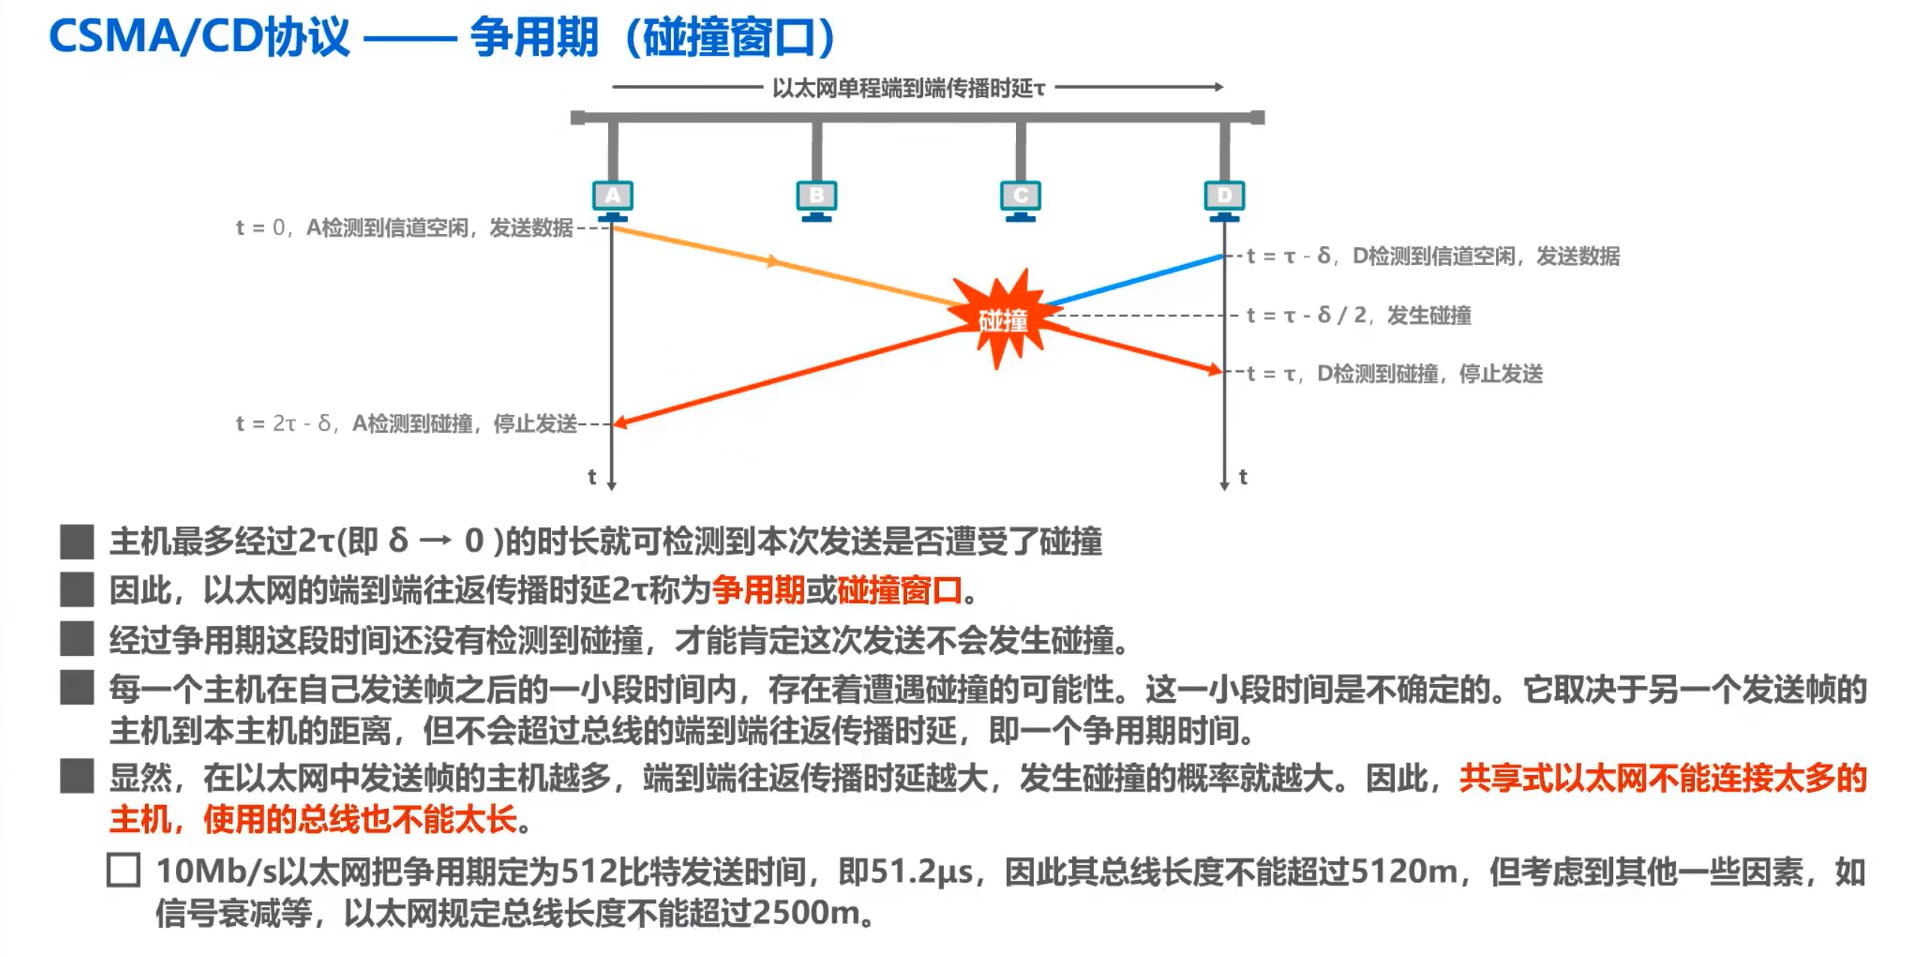 CSMA/CD协议 —— 争用期（碰撞窗口）
以太网单程端到端传播时延τ
A
B
C
D
t = 0，A检测到信道空闲，发送数据
t = τ - δ，D检测到信道空闲，发送数据
碰撞
t = τ - δ / 2，发生碰撞
t = τ，D检测到碰撞，停止发送
t = 2τ - δ，A检测到碰撞，停止发送
t
t
主机最多经过2τ(即 δ → 0 )的时长就可检测到本次发送是否遭受了碰撞
因此，以太网的端到端往返传播时延2τ称为争用期或碰撞窗口。
经过争用期这段时间还没有检测到碰撞，才能肯定这次发送不会发生碰撞。
每一个主机在自己发送帧之后的一小段时间内，存在着遭遇碰撞的可能性。这一小段时间是不确定的。它取决于另一个发送帧的
主机到本主机的距离，但不会超过总线的端到端往返传播时延，即一个争用期时间。
显然，在以太网中发送帧的主机越多，端到端往返传播时延越大，发生碰撞的概率就越大。因此，共享式以太网不能连接太多的
主机，使用的总线也不能太长。
10Mb/s以太网把争用期定为512比特发送时间，即51.2μs，因此其总线长度不能超过5120m，但考虑到其他一些因素，如
信号衰减等，以太网规定总线长度不能超过2500m。